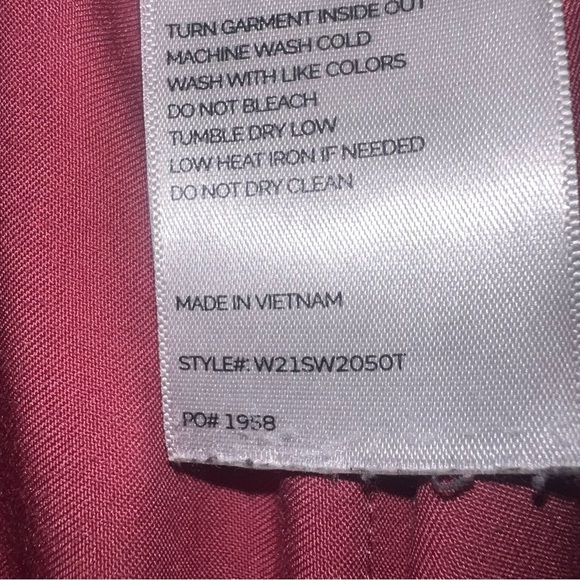 TURN GARMENT INSIDE OUT
MACHINE WASH COLD
WASH WITH LIKE COLORS
DO NOT BLEACH
TUMBLE DRY LOW
LOW HEAT IRON IF NEEDED
DO NOT DRY CLEAN
MADE IN VIETNAM
STYLE#: W21SW2050T
PO# 1958